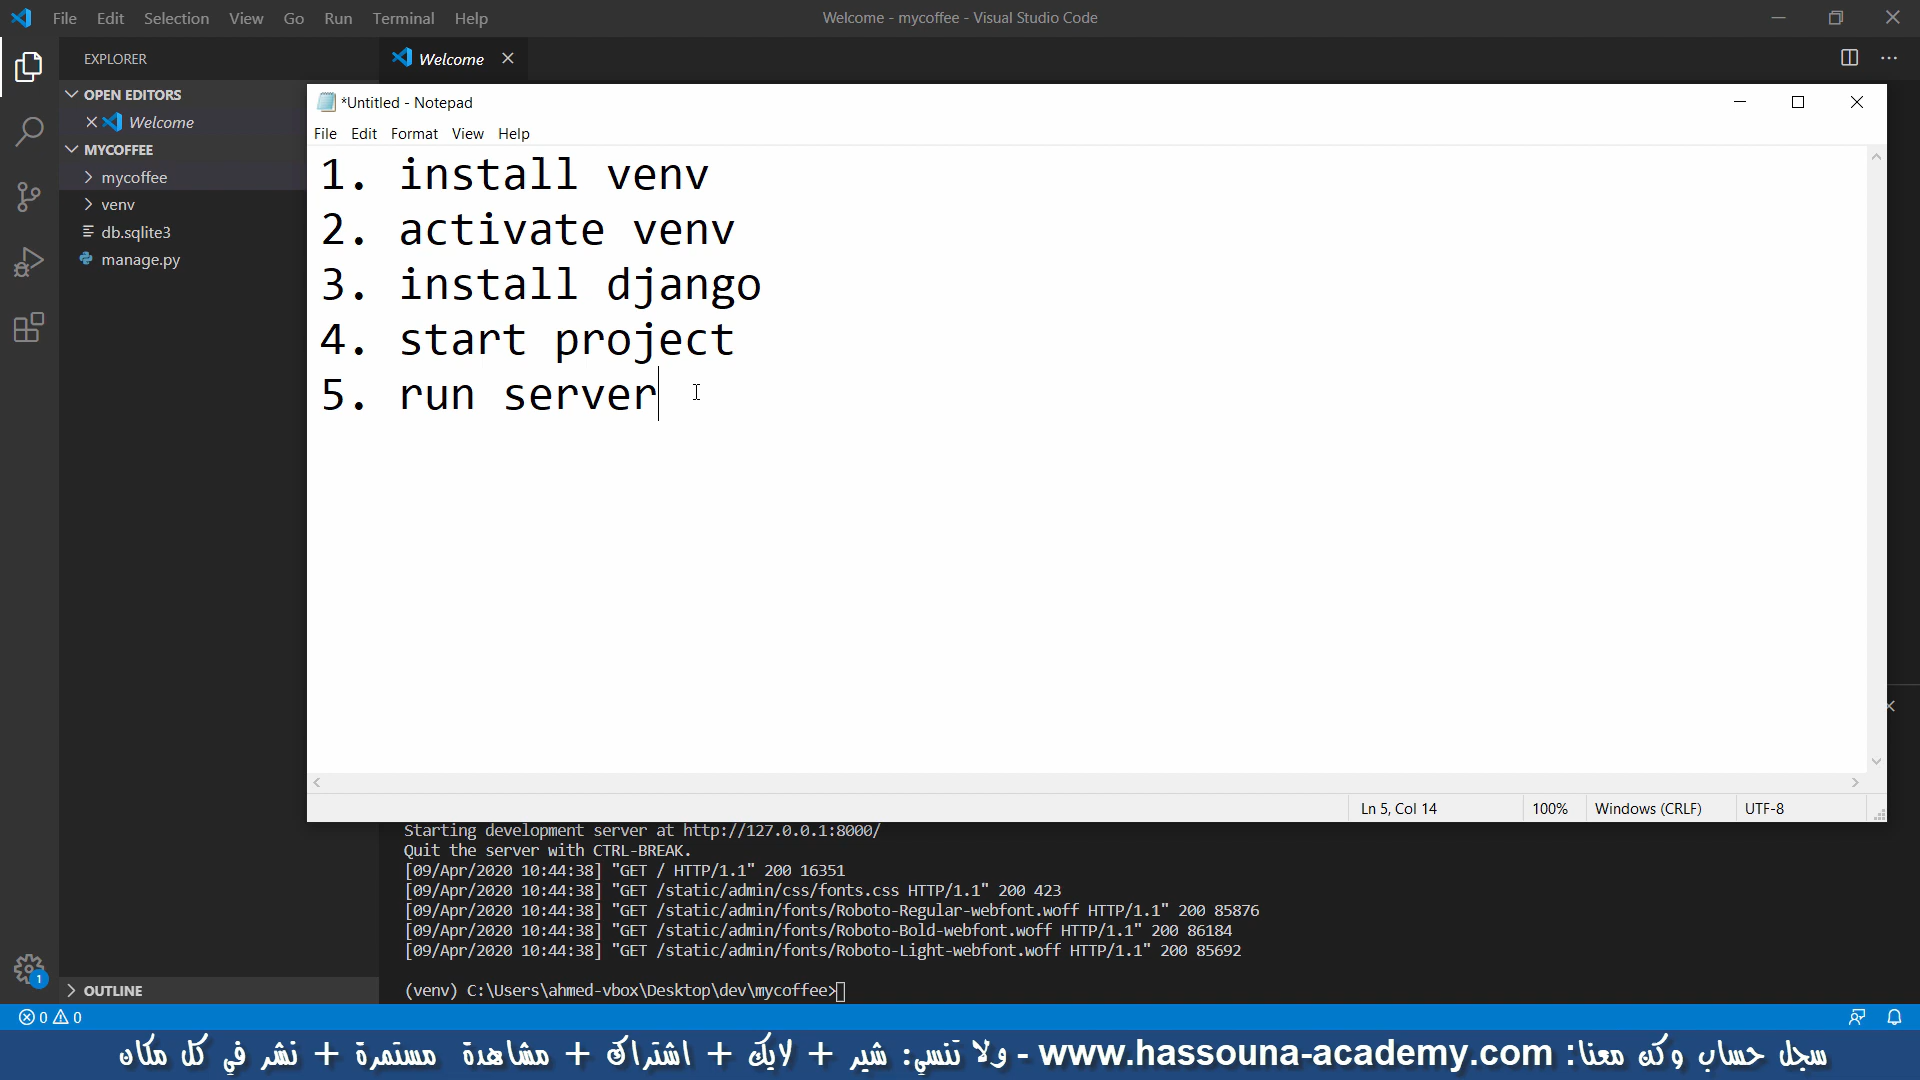 File Edit Selection View Go Run Terminal Help
Welcome - mycoffee - Visual Studio Code
EXPLORER
Welcome
OPEN EDITORS
Welcome
MYCOFFEE
mycoffee
venv
db.sqlite3
manage.py
*Untitled - Notepad
File Edit Format View Help
1. install venv
2. activate venv
3. install django
4. start project
5. run server
Ln 5, Col 14 100% Windows (CRLF) UTF-8
Starting development server at http://127.0.0.1:8000/
Quit the server with CTRL-BREAK.
[09/Apr/2020 10:44:38] "GET / HTTP/1.1" 200 16351
[09/Apr/2020 10:44:38] "GET /static/admin/css/fonts.css HTTP/1.1" 200 423
[09/Apr/2020 10:44:38] "GET /static/admin/fonts/Roboto-Regular-webfont.woff HTTP/1.1" 200 85876
[09/Apr/2020 10:44:38] "GET /static/admin/fonts/Roboto-Bold-webfont.woff HTTP/1.1" 200 86184
[09/Apr/2020 10:44:38] "GET /static/admin/fonts/Roboto-Light-webfont.woff HTTP/1.1" 200 85692
(venv) C:\Users\ahmed-vbox\Desktop\dev\mycoffee>
1
OUTLINE
0 0
سجل حساب وكن معنا: www.hassouna-academy.com - ولا تنسي: شير + لايك + اشتراك + مشاهدة مستمرة + نشر في كل مكان